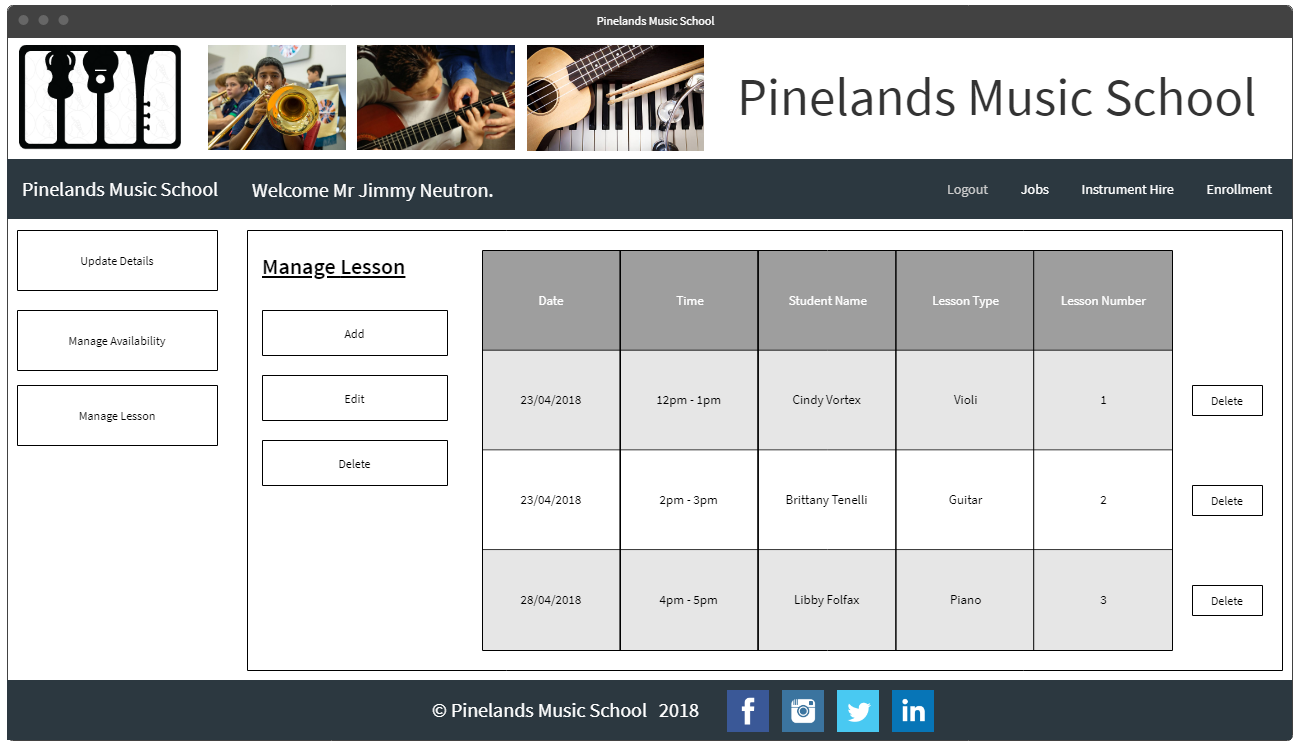 Pinelands Music School
Pinelands Music School
Pinelands Music School Welcome Mr Jimmy Neutron. Logout Jobs Instrument Hire Enrollment
Update Details
Manage Availability
Manage Lesson
Manage Lesson
Add
Edit
Delete
Date Time Student Name Lesson Type Lesson Number
23/04/2018 12pm - 1pm Cindy Vortex Violi 1 Delete
23/04/2018 2pm - 3pm Brittany Tenelli Guitar 2 Delete
28/04/2018 4pm - 5pm Libby Folfax Piano 3 Delete
© Pinelands Music School 2018